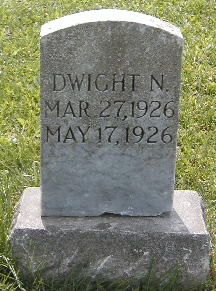 DWIGHT N.
MAR. 27, 1926
MAY 17, 1926